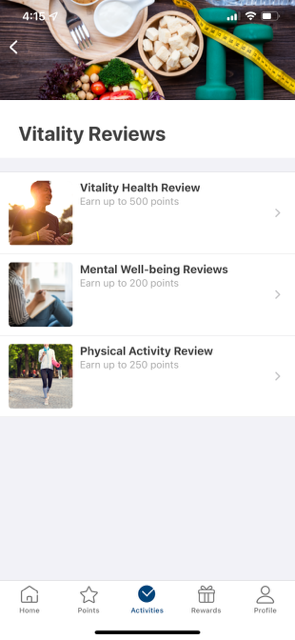 4:15
Vitality Reviews
Vitality Health Review
Earn up to 500 points
Mental Well-being Reviews
Earn up to 200 points
Physical Activity Review
Earn up to 250 points
Home
Points
Activities
Rewards
Profile